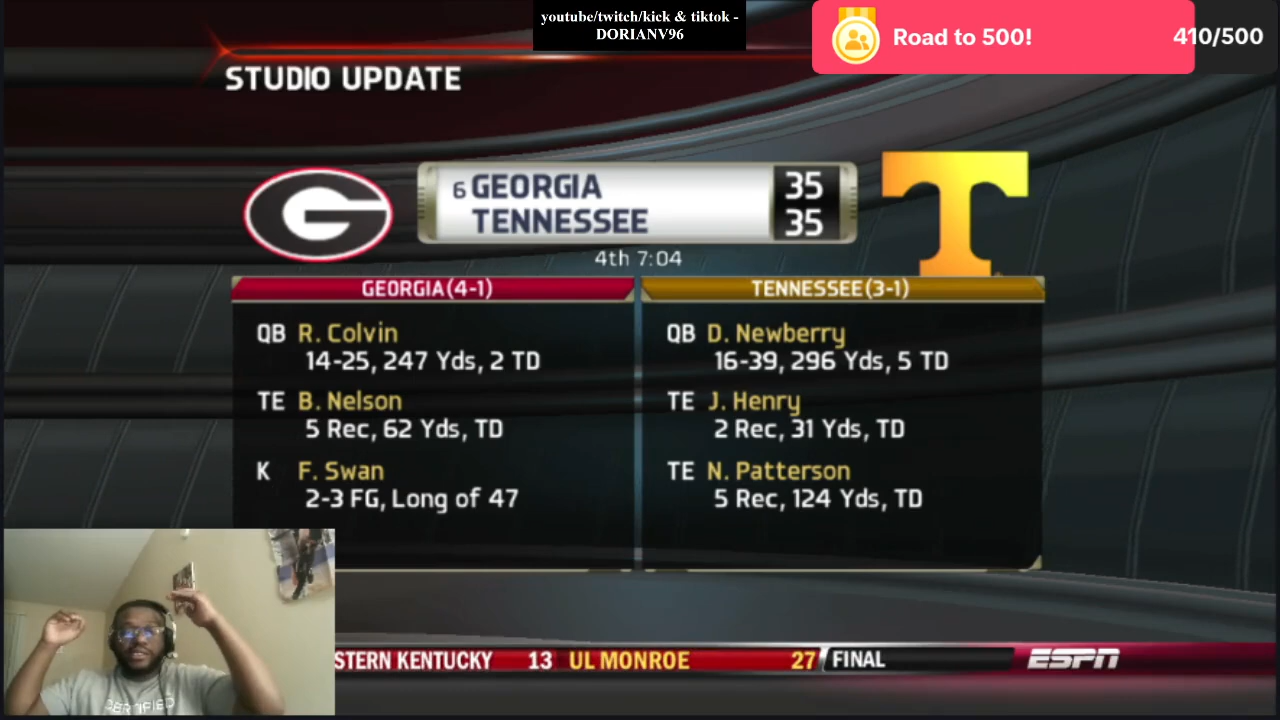 youtube/twitch/kick & tiktok -
DORIANV96
Road to 500!
410/500
STUDIO UPDATE
G
6 GEORGIA 35
TENNESSEE 35
T
4th 7:04
GEORGIA(4-1)
QB R. Colvin
14-25, 247 Yds, 2 TD
TE B. Nelson
5 Rec, 62 Yds, TD
K F. Swan
2-3 FG, Long of 47
TENNESSEE(3-1)
QB D. Newberry
16-39, 296 Yds, 5 TD
TE J. Henry
2 Rec, 31 Yds, TD
TE N. Patterson
5 Rec, 124 Yds, TD
CERTIFIED
STERN KENTUCKY 13 UL MONROE 27 FINAL
ESPN